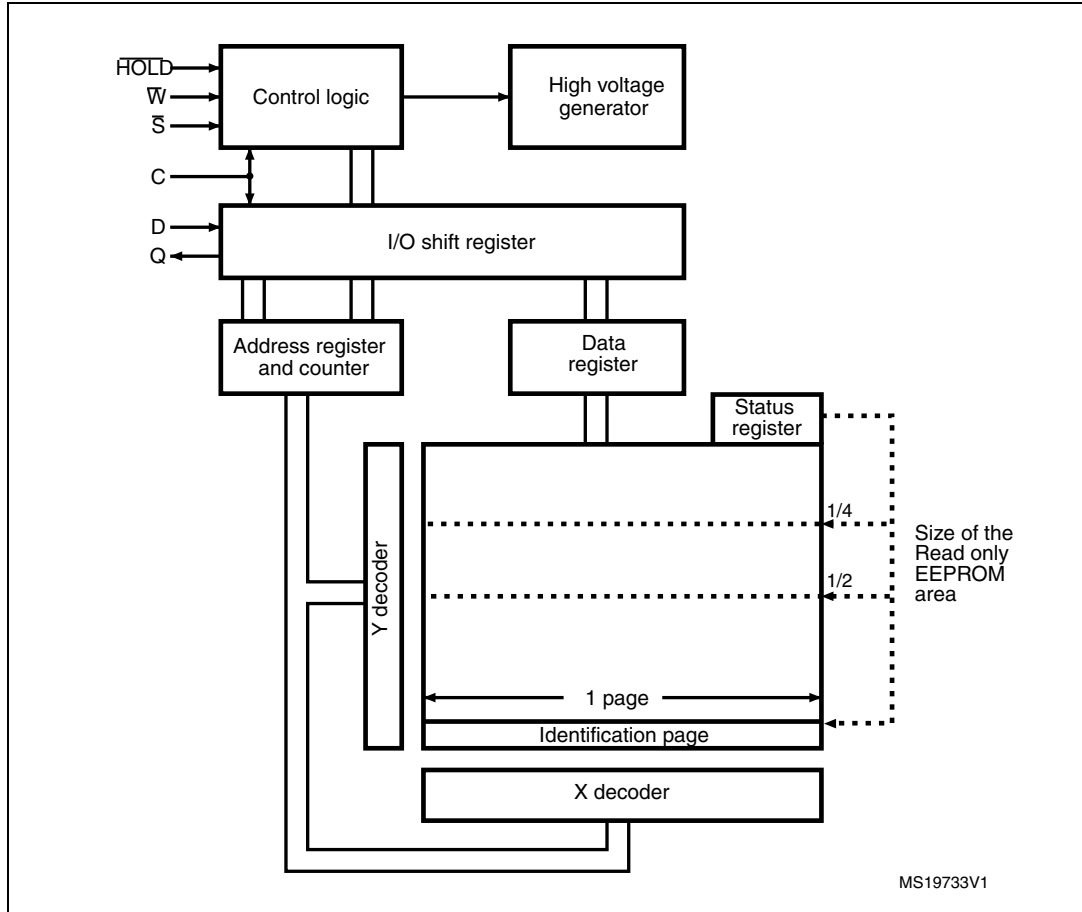 H̅O̅L̅D̅
W̅
S̅
C
D
Q
Control logic
High voltage
generator
I/O shift register
Address register
and counter
Data
register
Status
register
1/4
1/2
Size of the
Read only
EEPROM
area
Y decoder
1 page
Identification page
X decoder
MS19733V1